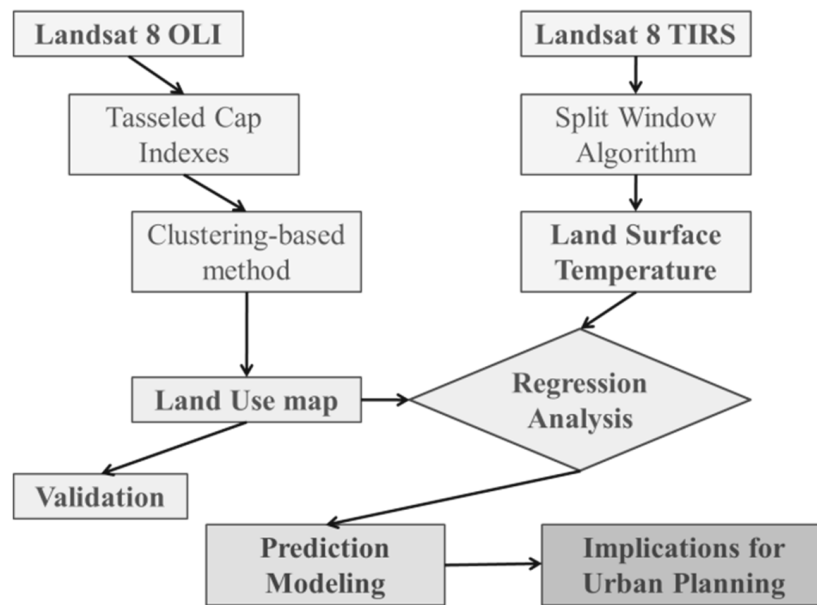 Landsat 8 OLI
Landsat 8 TIRS
Tasseled Cap
Indexes
Split Window
Algorithm
Clustering-based
method
Land Surface
Temperature
Land Use map
Regression
Analysis
Validation
Prediction
Modeling
Implications for
Urban Planning